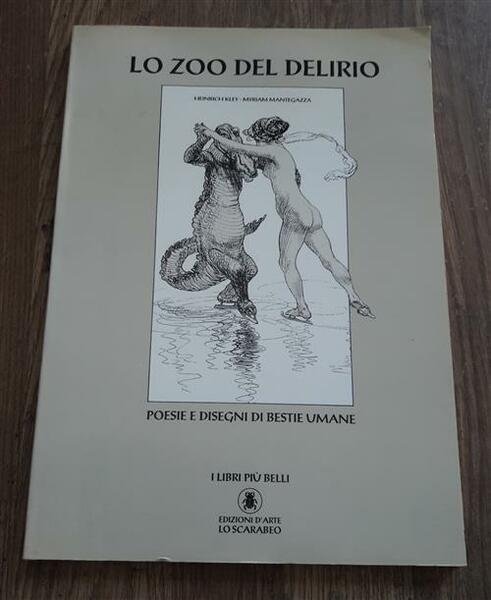 LO ZOO DEL DELIRIO
HEINRICH KLEY - MYRIAM MANTEGAZZA
POESIE E DISEGNI DI BESTIE UMANE
I LIBRI PIÙ BELLI
EDIZIONI D'ARTE
LO SCARABEO